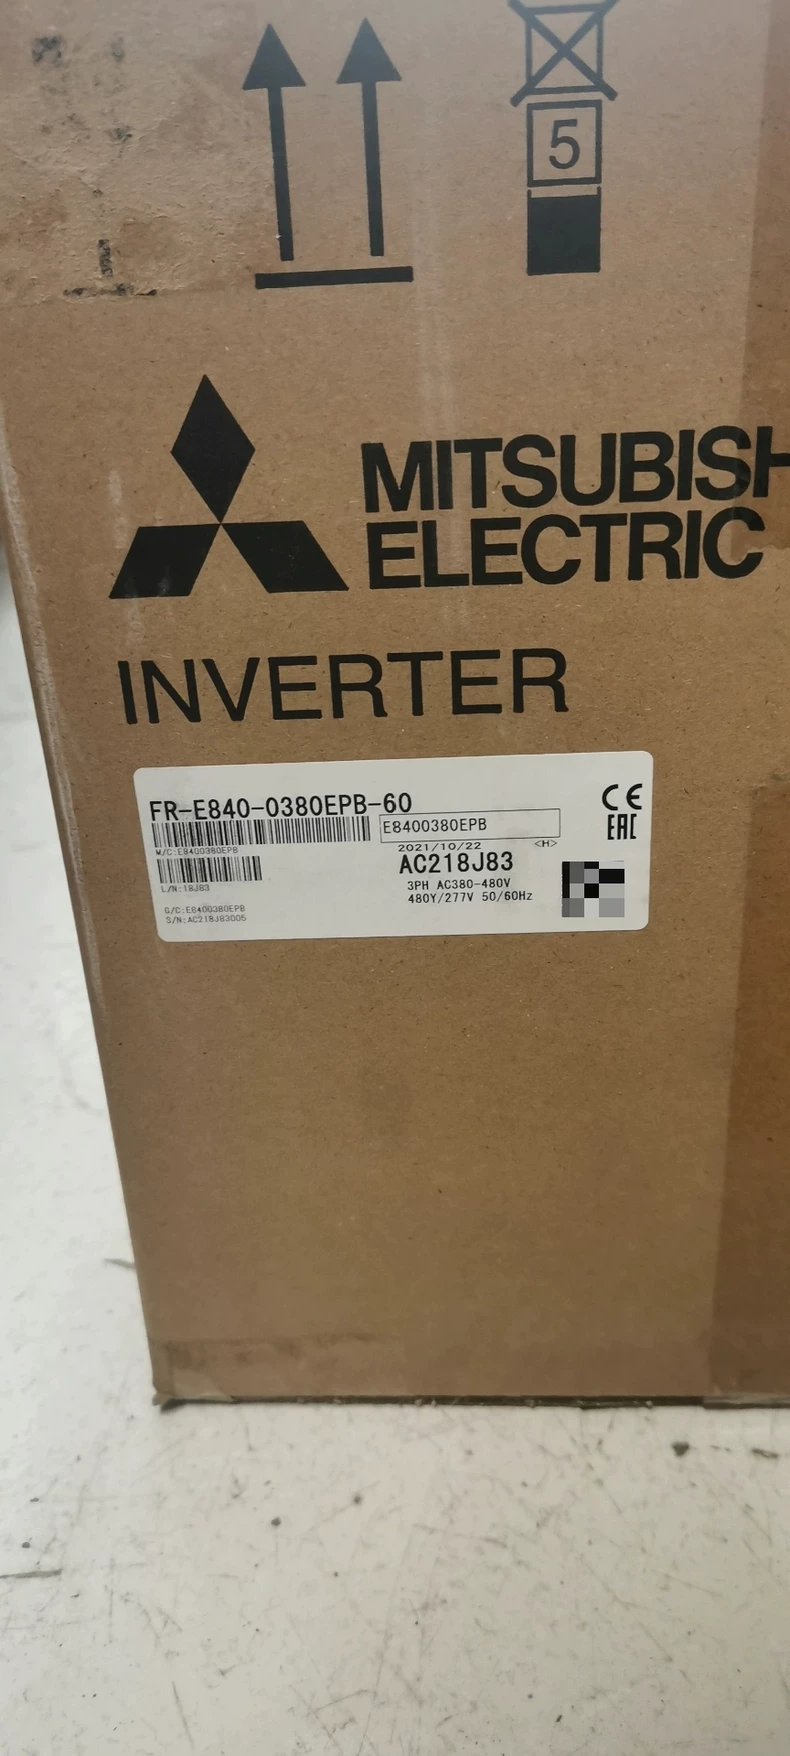 5
MITSUBISH
ELECTRIC
INVERTER
FR-E840-0380EPB-60
E8400380EPB
M/C:E8400380EPB
2021/10/22
<H>
AC218J83
L/N:18J83
3PH AC380-480V
480Y/277V 50/60Hz
G/C:E8400380EPB
S/N:AC218J83005
CE
EAC